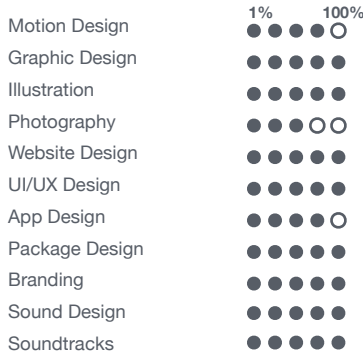 1% 100%
Motion Design
Graphic Design
Illustration
Photography
Website Design
UI/UX Design
App Design
Package Design
Branding
Sound Design
Soundtracks